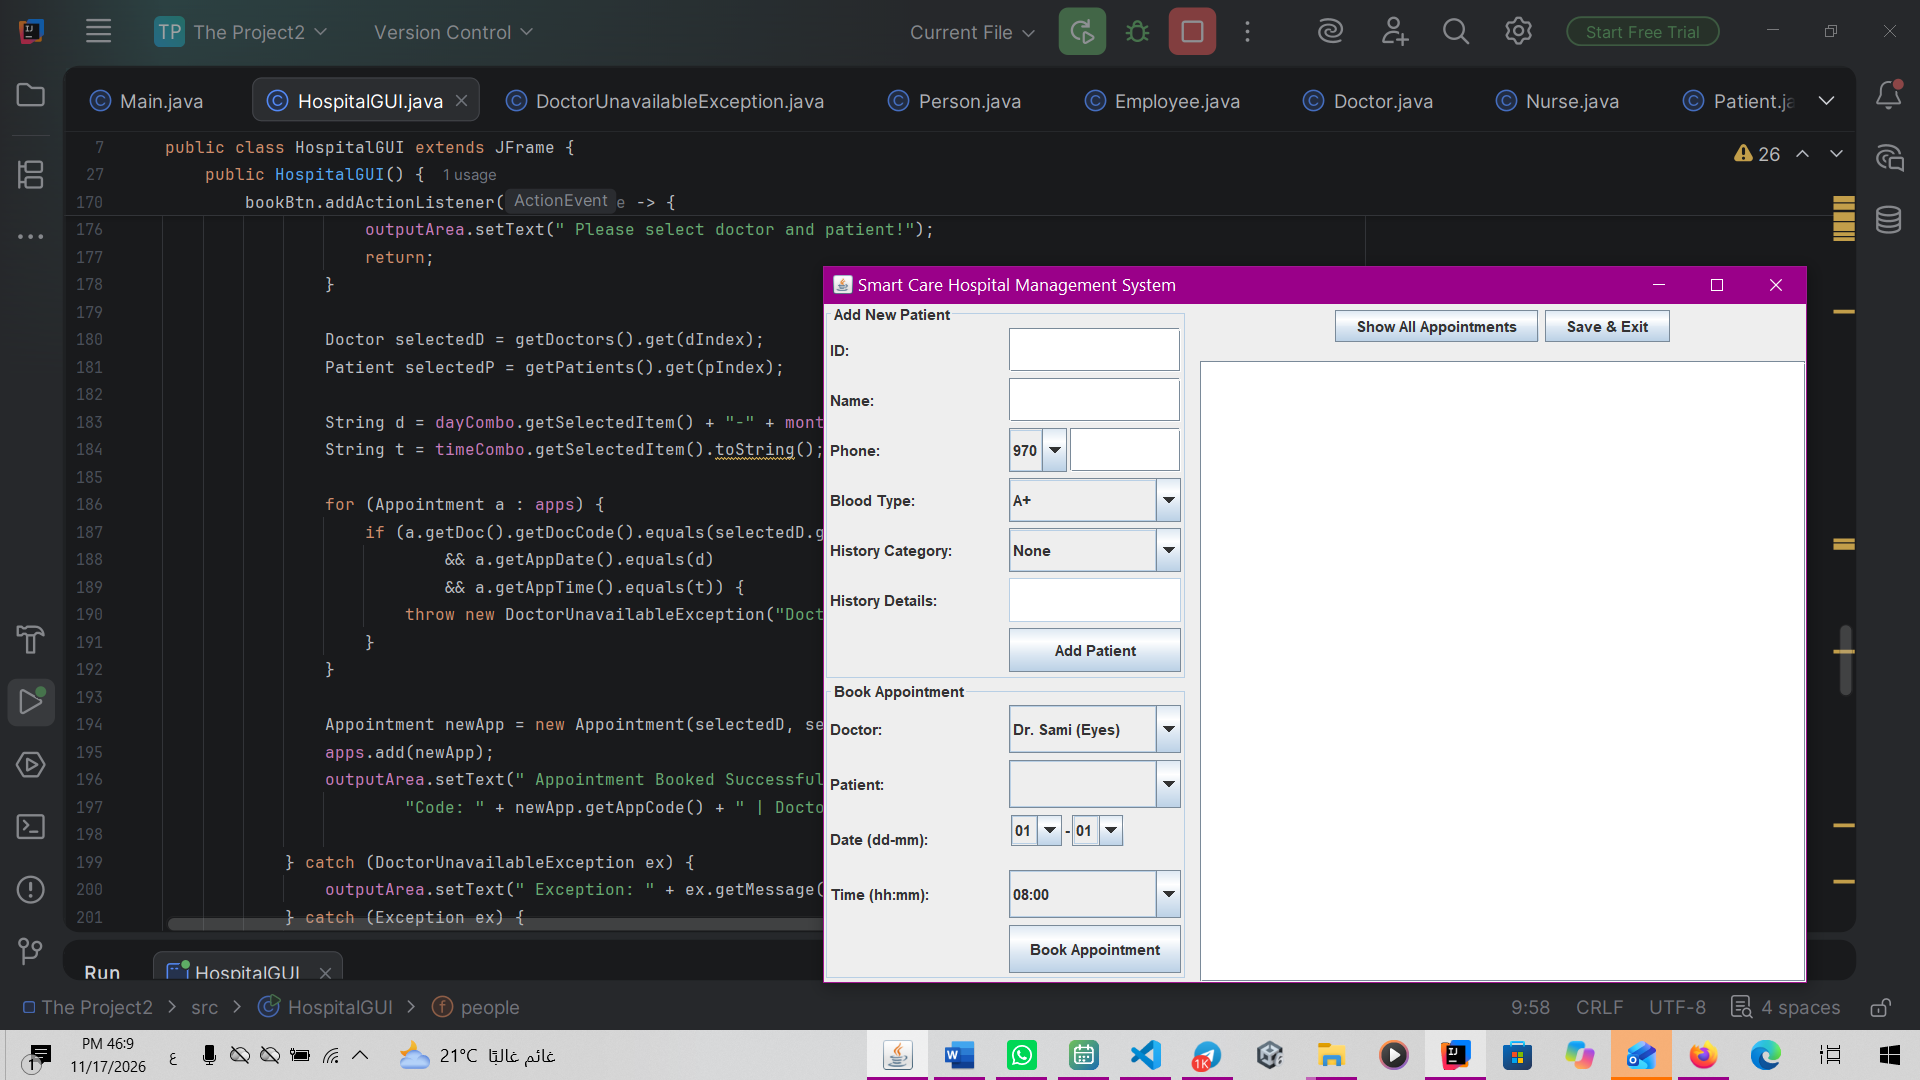 TP The Project2
Version Control
Current File
Start Free Trial
Main.java
HospitalGUI.java
DoctorUnavailableException.java
Person.java
Employee.java
Doctor.java
Nurse.java
Patient.ja
26
7 public class HospitalGUI extends JFrame {
27 public HospitalGUI() { 1 usage
170 bookBtn.addActionListener( ActionEvent e -> {
176 outputArea.setText(" Please select doctor and patient!");
177 return;
178 }
179
180 Doctor selectedD = getDoctors().get(dIndex);
181 Patient selectedP = getPatients().get(pIndex);
182
183 String d = dayCombo.getSelectedItem() + "-" + mont
184 String t = timeCombo.getSelectedItem().toString();
185
186 for (Appointment a : apps) {
187 if (a.getDoc().getDocCode().equals(selectedD.g
188 && a.getAppDate().equals(d)
189 && a.getAppTime().equals(t)) {
190 throw new DoctorUnavailableException("Doct
191 }
192 }
193
194 Appointment newApp = new Appointment(selectedD, se
195 apps.add(newApp);
196 outputArea.setText(" Appointment Booked Successful
197 "Code: " + newApp.getAppCode() + " | Docto
198
199 } catch (DoctorUnavailableException ex) {
200 outputArea.setText(" Exception: " + ex.getMessage(
201 } catch (Exception ex) {
Smart Care Hospital Management System
Add New Patient
ID:
Name:
Phone: 970
Blood Type: A+
History Category: None
History Details:
Add Patient
Book Appointment
Doctor: Dr. Sami (Eyes)
Patient:
Date (dd-mm): 01 - 01
Time (hh:mm): 08:00
Book Appointment
Show All Appointments
Save & Exit
Run
HospitalGUI
The Project2 > src > HospitalGUI > people
9:58 CRLF UTF-8 4 spaces
1
PM 46:9
11/17/2026
ع
21°C غائم غالبًا
1K